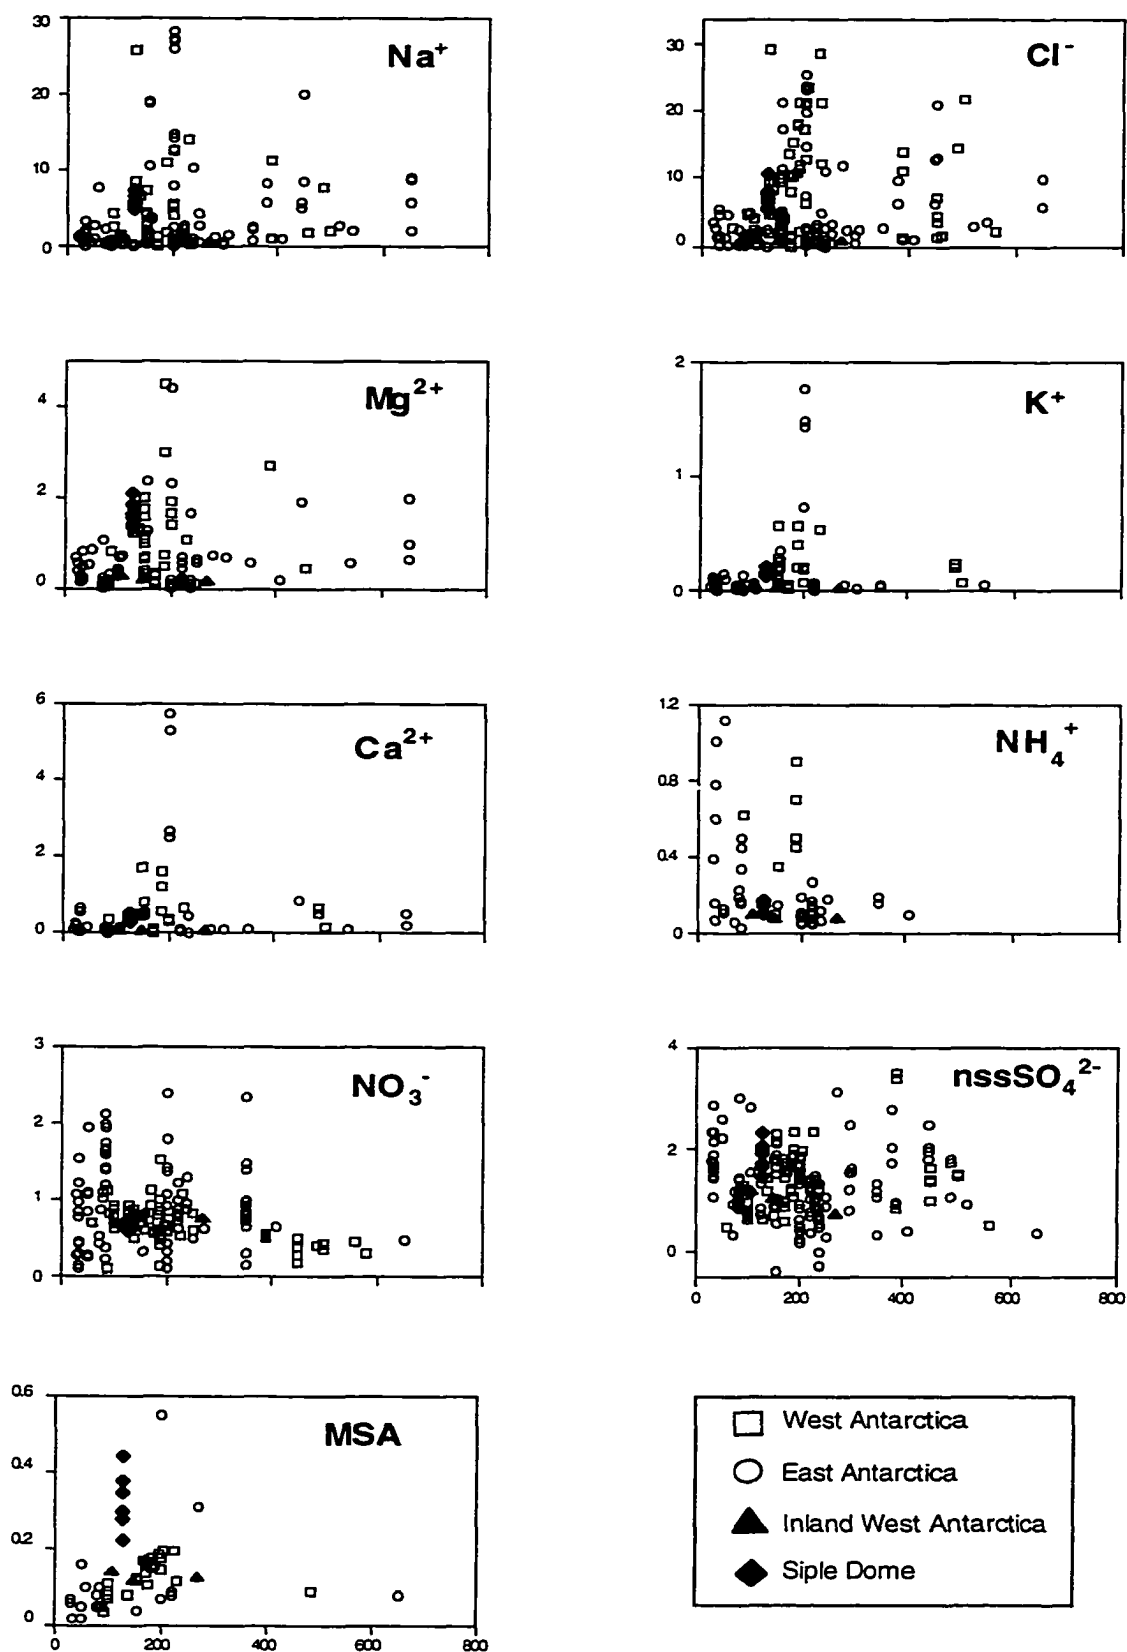 Na⁺
30
20
10
0
Cl⁻
30
20
10
0
Mg²⁺
4
2
0
K⁺
2
1
0
Ca²⁺
6
4
2
0
NH₄⁺
1.2
0.8
0.4
0
NO₃⁻
3
2
1
0
nssSO₄²⁻
4
2
0
0 200 400 600 800
MSA
0.6
0.4
0.2
0
0 200 400 600 800
West Antarctica
East Antarctica
Inland West Antarctica
Siple Dome